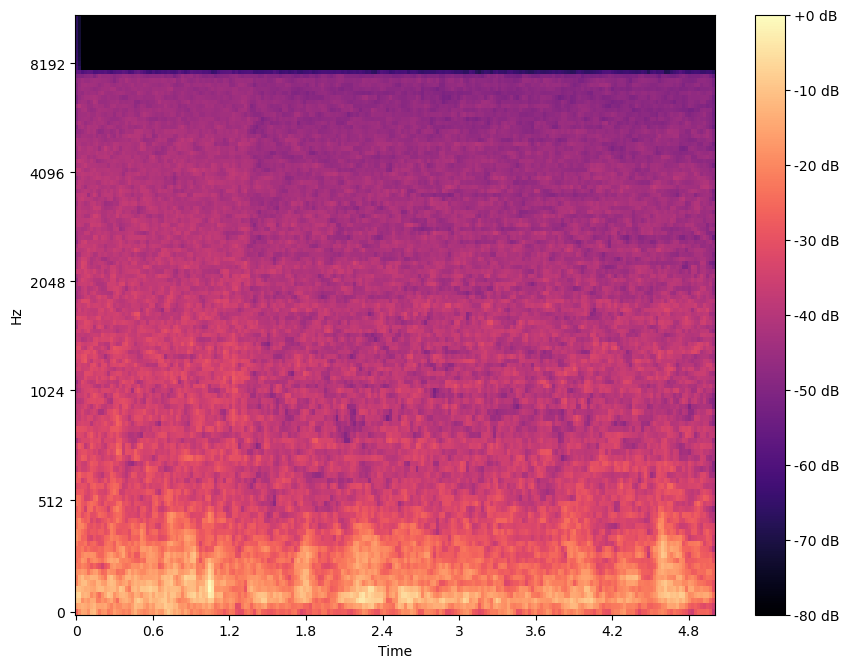 +0 dB
8192
-10 dB
4096
-20 dB
-30 dB
2048
Hz
-40 dB
1024
-50 dB
512
-60 dB
-70 dB
0
-80 dB
0 0.6 1.2 1.8 2.4 3 3.6 4.2 4.8
Time